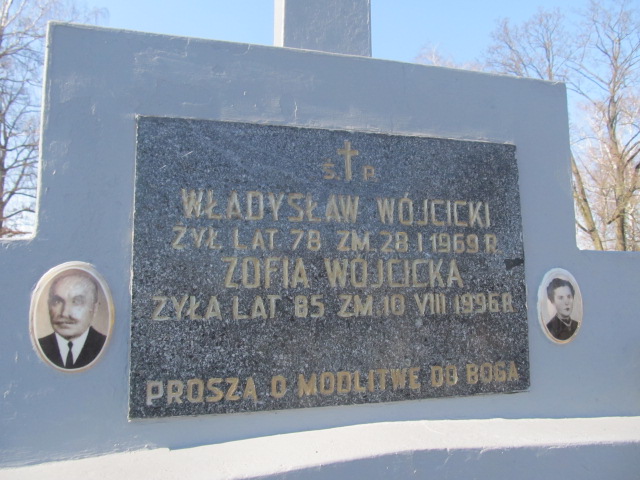 Ś. P.
WŁADYSŁAW WÓJCICKI
ŻYŁ LAT 78 ZM. 28 I 1969 R.
ZOFIA WÓJCICKA
ŻYŁA LAT 85 ZM. 10 VIII 1996 R.
PROSZĄ O MODLITWĘ DO BOGA